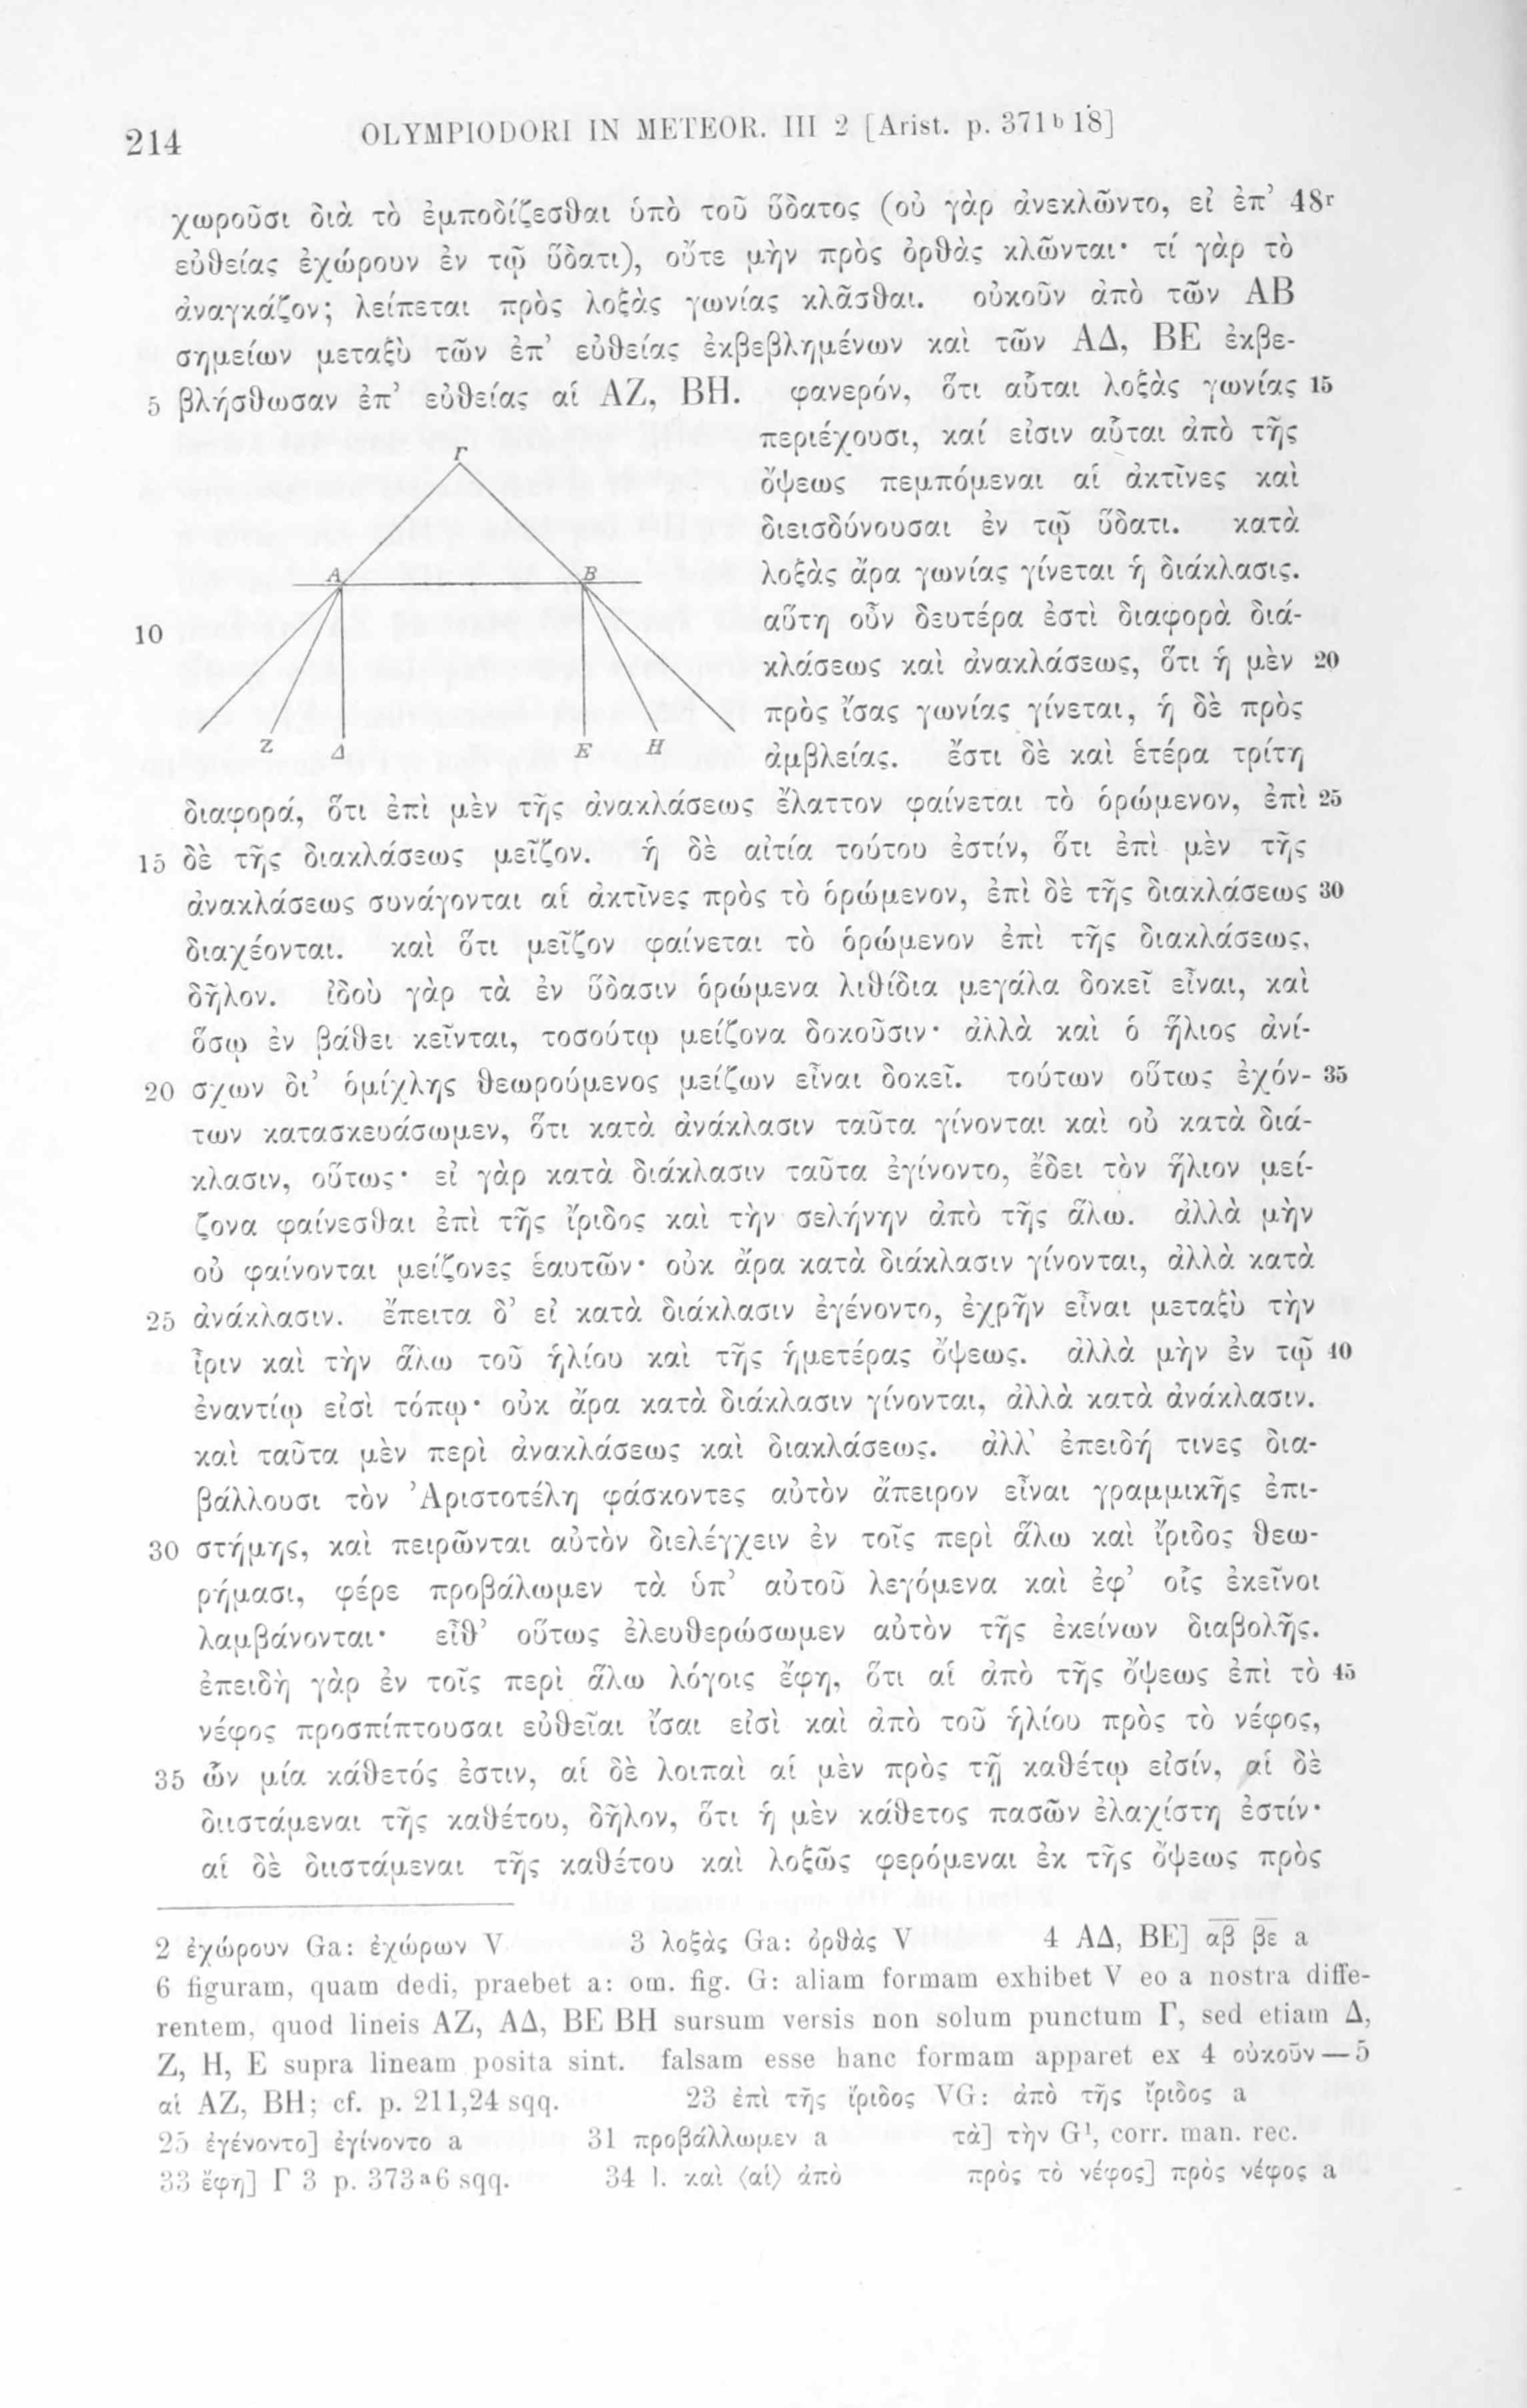 214 OLYMPIODORI IN METEOR. III 2 [Arist. p. 371b 18]
χωροῦσι διὰ τὸ ἐμποδίζεσθαι ὑπὸ τοῦ ὕδατος (οὐ γὰρ ἀνεκλῶντο, εἰ ἐπ’ 48r
εὐθείας ἐχώρουν ἐν τῷ ὕδατι), οὔτε μὴν πρὸς ὀρθὰς κλῶνται· τί γὰρ τὸ
ἀναγκάζον; λείπεται πρὸς λοξὰς γωνίας κλᾶσθαι. οὐκοῦν ἀπὸ τῶν ΑΒ
σημείων μεταξὺ τῶν ἐπ’ εὐθείας ἐκβεβλημένων καὶ τῶν ΑΔ, ΒΕ ἐκβε-
5 βλήσθωσαν ἐπ’ εὐθείας αἱ ΑΖ, ΒΗ. φανερόν, ὅτι αὗται λοξὰς γωνίας 15
περιέχουσι, καί εἰσιν αὗται ἀπὸ τῆς
ὄψεως πεμπόμεναι αἱ ἀκτῖνες καὶ
διεισδύνουσαι ἐν τῷ ὕδατι. κατὰ
λοξὰς ἄρα γωνίας γίνεται ἡ διάκλασις.
10 αὕτη οὖν δευτέρα ἐστὶ διαφορὰ διά-
κλάσεως καὶ ἀνακλάσεως, ὅτι ἡ μὲν 20
πρὸς ἴσας γωνίας γίνεται, ἡ δὲ πρὸς
ἀμβλείας. ἔστι δὲ καὶ ἑτέρα τρίτη
Γ
Α Β
Ζ Δ Ε Η
διαφορά, ὅτι ἐπὶ μὲν τῆς ἀνακλάσεως ἔλαττον φαίνεται τὸ ὁρώμενον, ἐπὶ 25
15 δὲ τῆς διακλάσεως μεῖζον. ἡ δὲ αἰτία τούτου ἐστίν, ὅτι ἐπὶ μὲν τῆς
ἀνακλάσεως συνάγονται αἱ ἀκτῖνες πρὸς τὸ ὁρώμενον, ἐπὶ δὲ τῆς διακλάσεως 30
διαχέονται. καὶ ὅτι μεῖζον φαίνεται τὸ ὁρώμενον ἐπὶ τῆς διακλάσεως,
δῆλον. ἰδοὺ γὰρ τὰ ἐν ὕδασιν ὁρώμενα λιθίδια μεγάλα δοκεῖ εἶναι, καὶ
ὅσῳ ἐν βάθει κεῖνται, τοσούτῳ μείζονα δοκοῦσιν· ἀλλὰ καὶ ὁ ἥλιος ἀνί-
20 σχων δι’ ὁμίχλης θεωρούμενος μείζων εἶναι δοκεῖ. τούτων οὕτως ἐχόν- 35
των κατασκευάσωμεν, ὅτι κατὰ ἀνάκλασιν ταῦτα γίνονται καὶ οὐ κατὰ διά-
κλασιν, οὕτως· εἰ γὰρ κατὰ διάκλασιν ταῦτα ἐγίνοντο, ἔδει τὸν ἥλιον μεί-
ζονα φαίνεσθαι ἐπὶ τῆς ἴριδος καὶ τὴν σελήνην ἀπὸ τῆς ἅλω. ἀλλὰ μὴν
οὐ φαίνονται μείζονες ἑαυτῶν· οὐκ ἄρα κατὰ διάκλασιν γίνονται, ἀλλὰ κατὰ
25 ἀνάκλασιν. ἔπειτα δ’ εἰ κατὰ διάκλασιν ἐγένοντο, ἐχρῆν εἶναι μεταξὺ τὴν
ἶριν καὶ τὴν ἅλω τοῦ ἡλίου καὶ τῆς ἡμετέρας ὄψεως. ἀλλὰ μὴν ἐν τῷ 40
ἐναντίῳ εἰσὶ τόπῳ· οὐκ ἄρα κατὰ διάκλασιν γίνονται, ἀλλὰ κατὰ ἀνάκλασιν.
καὶ ταῦτα μὲν περὶ ἀνακλάσεως καὶ διακλάσεως. ἀλλ’ ἐπειδή τινες δια-
βάλλουσι τὸν Ἀριστοτέλη φάσκοντες αὐτὸν ἄπειρον εἶναι γραμμικῆς ἐπι-
30 στήμης, καὶ πειρῶνται αὐτὸν διελέγχειν ἐν τοῖς περὶ ἅλω καὶ ἴριδος θεω-
ρήμασι, φέρε προβάλωμεν τὰ ὑπ’ αὐτοῦ λεγόμενα καὶ ἐφ’ οἷς ἐκεῖνοι
λαμβάνονται· εἶθ’ οὕτως ἐλευθερώσωμεν αὐτὸν τῆς ἐκείνων διαβολῆς.
ἐπειδὴ γὰρ ἐν τοῖς περὶ ἅλω λόγοις ἔφη, ὅτι αἱ ἀπὸ τῆς ὄψεως ἐπὶ τὸ 45
νέφος προσπίπτουσαι εὐθεῖαι ἴσαι εἰσὶ καὶ ἀπὸ τοῦ ἡλίου πρὸς τὸ νέφος,
35 ὧν μία κάθετός ἐστιν, αἱ δὲ λοιπαὶ αἱ μὲν πρὸς τῇ καθέτῳ εἰσίν, αἱ δὲ
διιστάμεναι τῆς καθέτου, δῆλον, ὅτι ἡ μὲν κάθετος πασῶν ἐλαχίστη ἐστίν·
αἱ δὲ διιστάμεναι τῆς καθέτου καὶ λοξῶς φερόμεναι ἐκ τῆς ὄψεως πρὸς
2 ἐχώρουν Ga: ἐχώρων V 3 λοξὰς Ga: ὀρθὰς V 4 ΑΔ, ΒΕ] α̅β̅ β̅ε̅ a
6 figuram, quam dedi, praebet a: om. fig. G: aliam formam exhibet V eo a nostra diffe-
rentem, quod lineis ΑΖ, ΑΔ, ΒΕ ΒΗ sursum versis non solum punctum Γ, sed etiam Δ,
Ζ, Η, Ε supra lineam posita sint. falsam esse hanc formam apparet ex 4 οὐκοῦν — 5
αἱ ΑΖ, ΒΗ; cf. p. 211,24 sqq. 23 ἐπὶ τῆς ἴριδος VG: ἀπὸ τῆς ἴριδος a
25 ἐγένοντο] ἐγίνοντο a 31 προβάλλωμεν a τὰ] τὴν G¹, corr. man. rec.
33 ἔφη] Γ 3 p. 373a6 sqq. 34 l. καὶ ⟨αἱ⟩ ἀπὸ πρὸς τὸ νέφος] πρὸς νέφος a